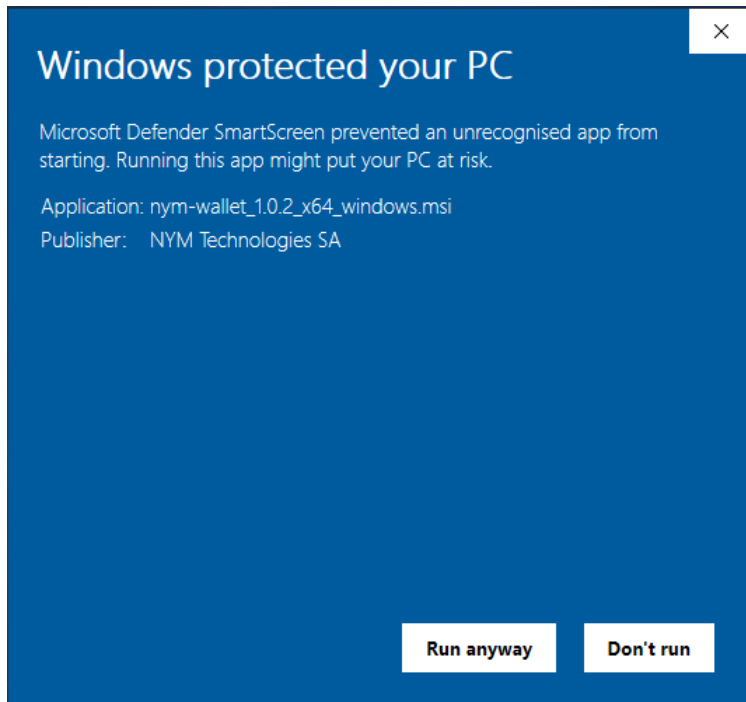 Windows protected your PC
Microsoft Defender SmartScreen prevented an unrecognised app from
starting. Running this app might put your PC at risk.
Application: nym-wallet_1.0.2_x64_windows.msi
Publisher: NYM Technologies SA
Run anyway Don't run